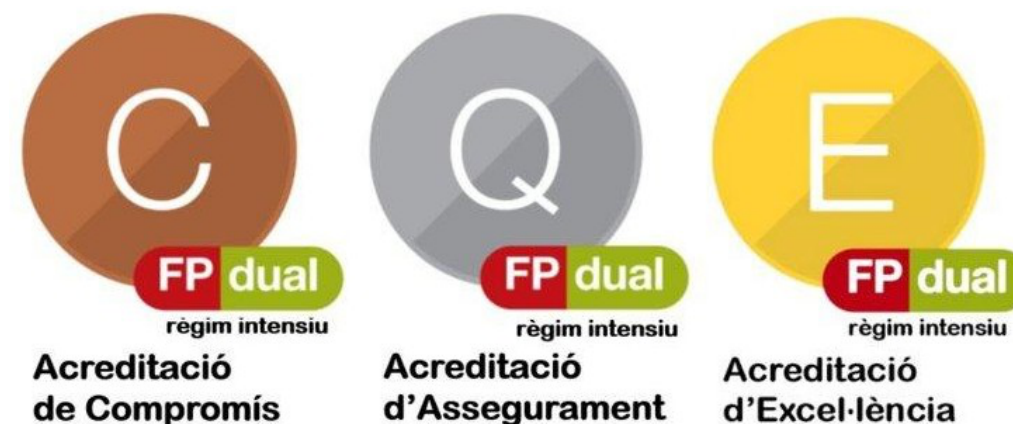 C
FP dual
règim intensiu
Acreditació
de Compromís
Q
FP dual
règim intensiu
Acreditació
d'Assegurament
E
FP dual
règim intensiu
Acreditació
d'Excel·lència